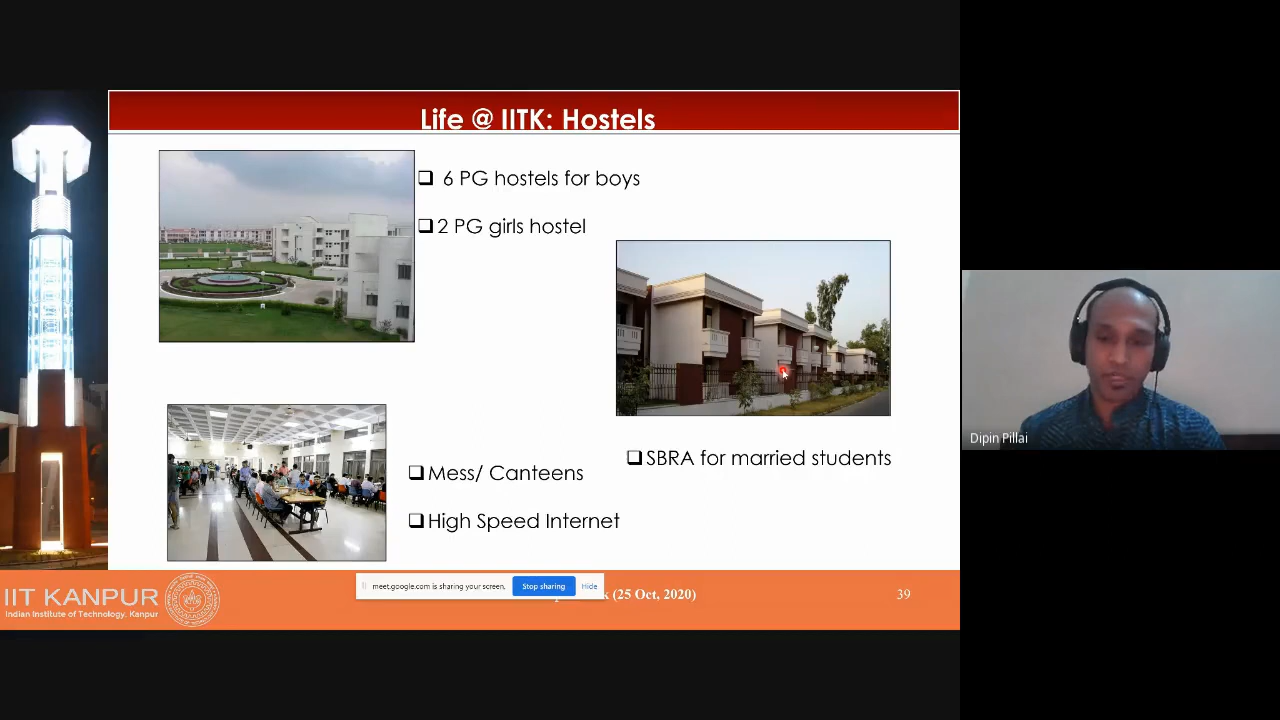 Life @ IITK: Hostels
6 PG hostels for boys
2 PG girls hostel
SBRA for married students
Mess/ Canteens
High Speed Internet
Dipin Pillai
IIT KANPUR
Indian Institute of Technology, Kanpur
meet.google.com is sharing your screen.
Stop sharing
Hide
(25 Oct, 2020)
39